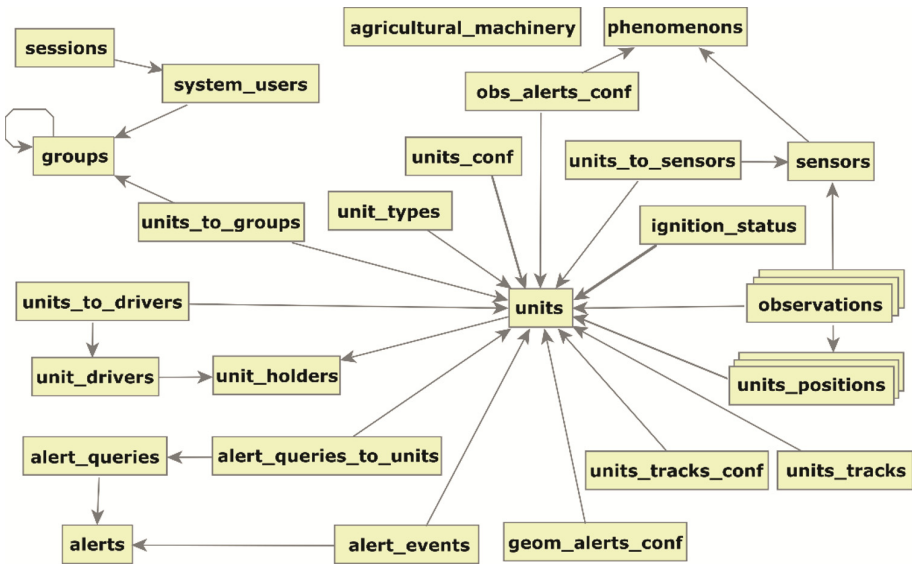 agricultural_machinery
phenomenons
sessions
system_users
obs_alerts_conf
groups
units_conf
units_to_sensors
sensors
units_to_groups
unit_types
ignition_status
units_to_drivers
units
observations
unit_drivers
unit_holders
units_positions
alert_queries
alert_queries_to_units
units_tracks_conf
units_tracks
alerts
alert_events
geom_alerts_conf